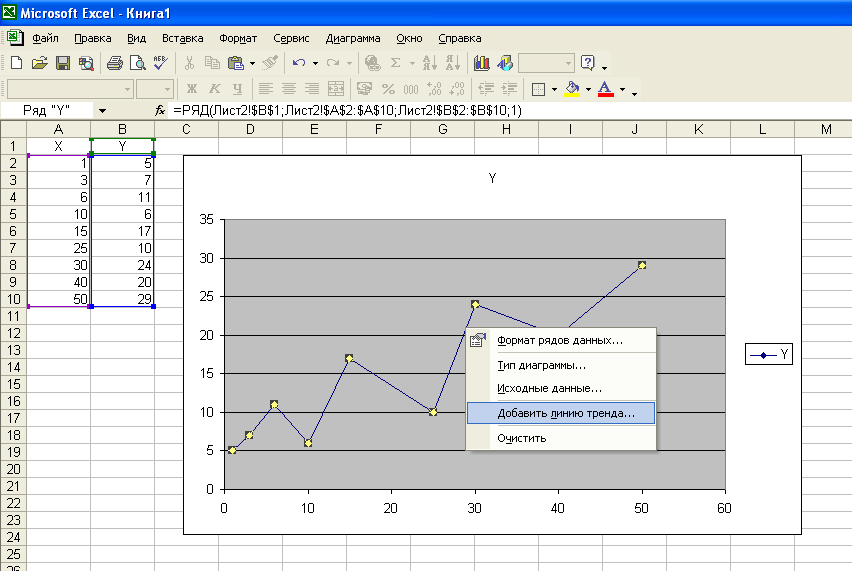 Microsoft Excel - Книга1
Файл Правка Вид Вставка Формат Сервис Диаграмма Окно Справка
Ряд "Y" fx =РЯД(Лист2!$B$1;Лист2!$A$2:$A$10;Лист2!$B$2:$B$10;1)
A B C D E F G H I J K L M
1 X Y
2 1 5
3 3 7
4 6 11
5 10 6
6 15 17
7 25 10
8 30 24
9 40 20
10 50 29
11
12
13
14
15
16
17
18
19
20
21
22
23
24
25
Y
35
30
25
20
15
10
5
0
0 10 20 30 40 50 60
Y
Формат рядов данных...
Тип диаграммы...
Исходные данные...
Добавить линию тренда...
Очистить